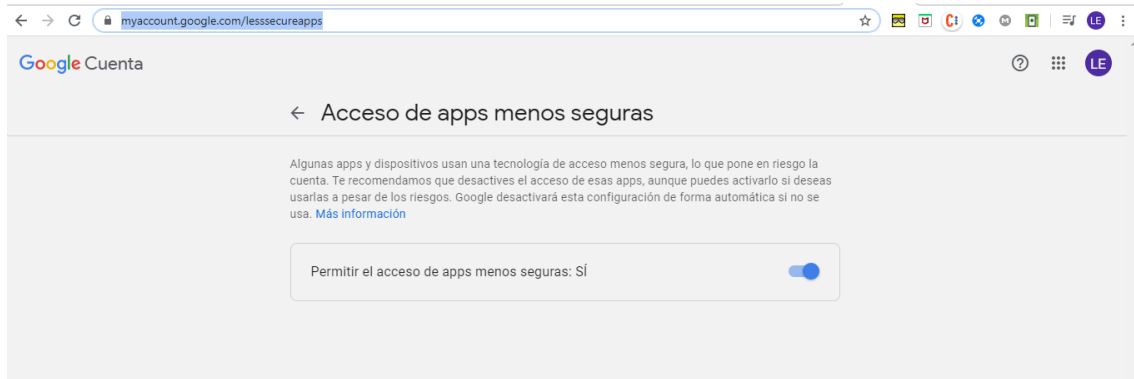 myaccount.google.com/lesssecureapps
LE
Google Cuenta
LE
Acceso de apps menos seguras
Algunas apps y dispositivos usan una tecnología de acceso menos segura, lo que pone en riesgo la
cuenta. Te recomendamos que desactives el acceso de esas apps, aunque puedes activarlo si deseas
usarlas a pesar de los riesgos. Google desactivará esta configuración de forma automática si no se
usa. Más información
Permitir el acceso de apps menos seguras: SÍ